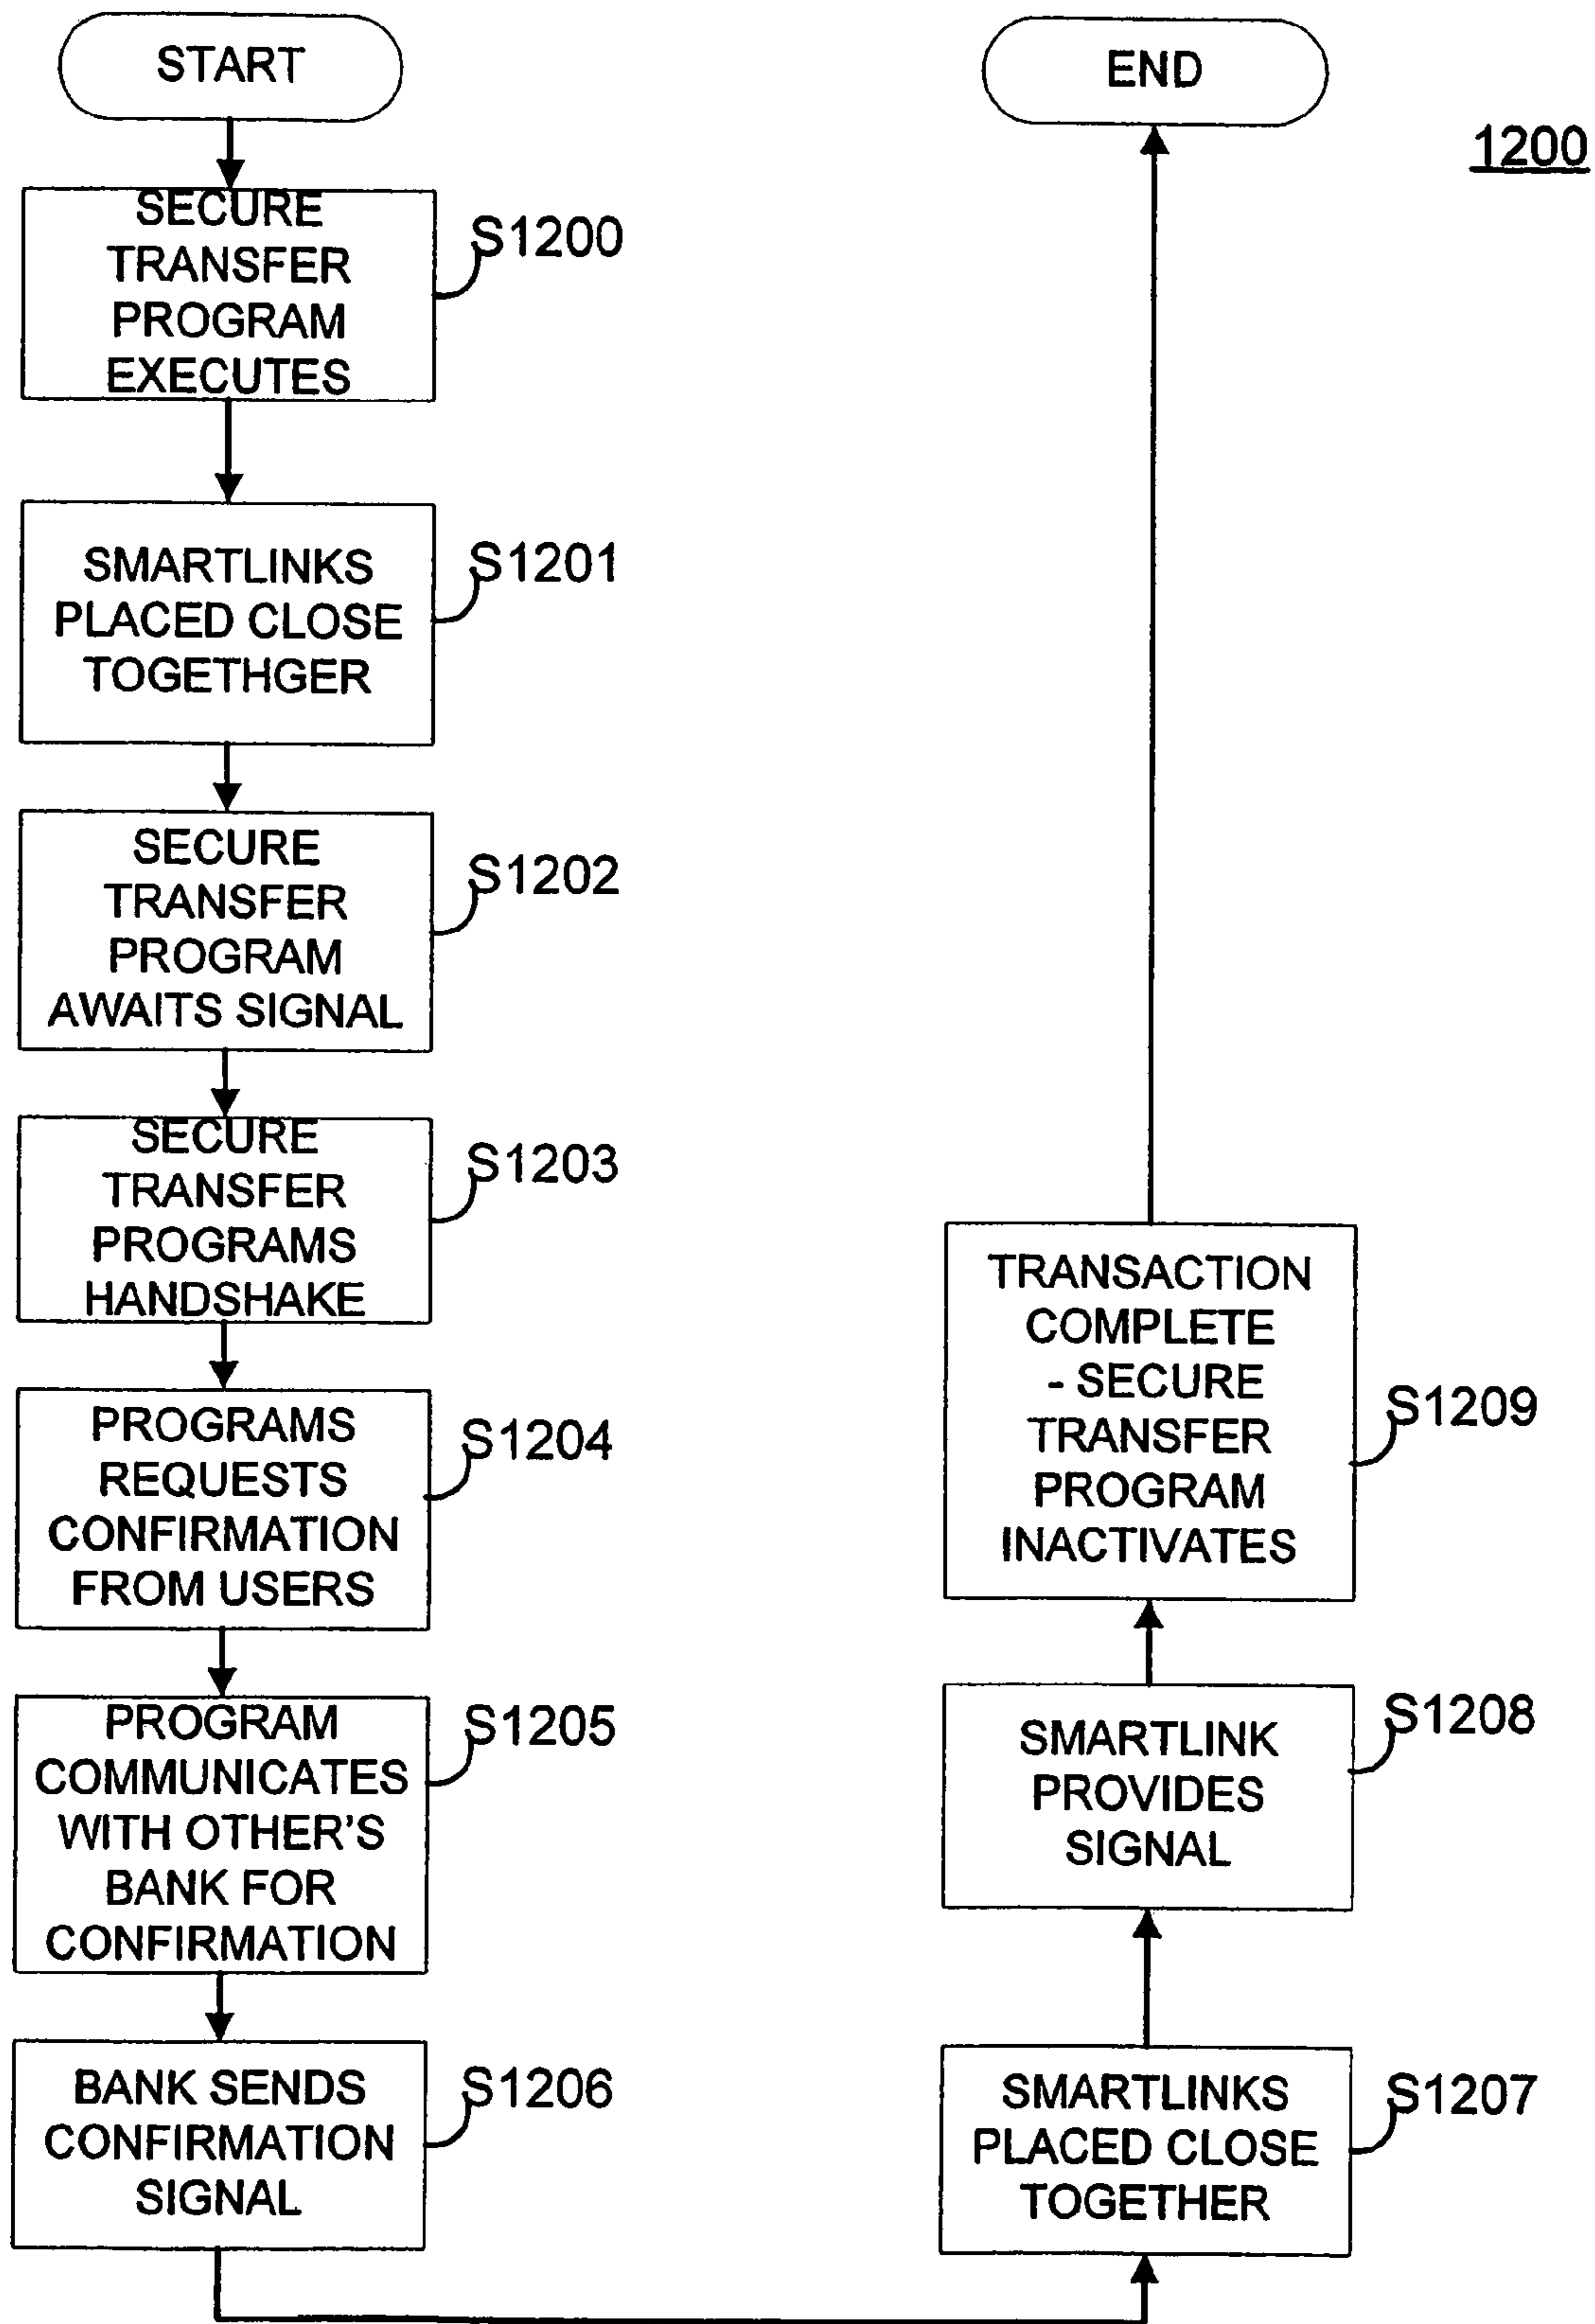 START
SECURE
TRANSFER
PROGRAM
EXECUTES
S1200
SMARTLINKS
PLACED CLOSE
TOGETHGER
S1201
SECURE
TRANSFER
PROGRAM
AWAITS SIGNAL
S1202
SECURE
TRANSFER
PROGRAMS
HANDSHAKE
S1203
PROGRAMS
REQUESTS
CONFIRMATION
FROM USERS
S1204
PROGRAM
COMMUNICATES
WITH OTHER'S
BANK FOR
CONFIRMATION
S1205
BANK SENDS
CONFIRMATION
SIGNAL
S1206
END
1200
TRANSACTION
COMPLETE
- SECURE
TRANSFER
PROGRAM
INACTIVATES
S1209
SMARTLINK
PROVIDES
SIGNAL
S1208
SMARTLINKS
PLACED CLOSE
TOGETHER
S1207